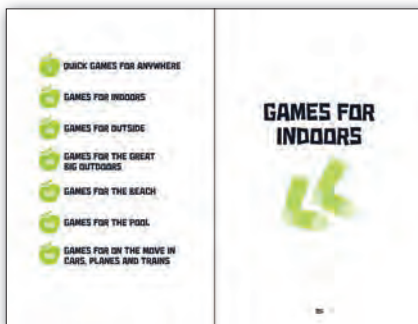 QUICK GAMES FOR ANYWHERE
GAMES FOR INDOORS
GAMES FOR OUTSIDE
GAMES FOR THE GREAT
BIG OUTDOORS
GAMES FOR THE BEACH
GAMES FOR THE POOL
GAMES FOR ON THE MOVE IN
CARS, PLANES AND TRAINS
GAMES FOR
INDOORS